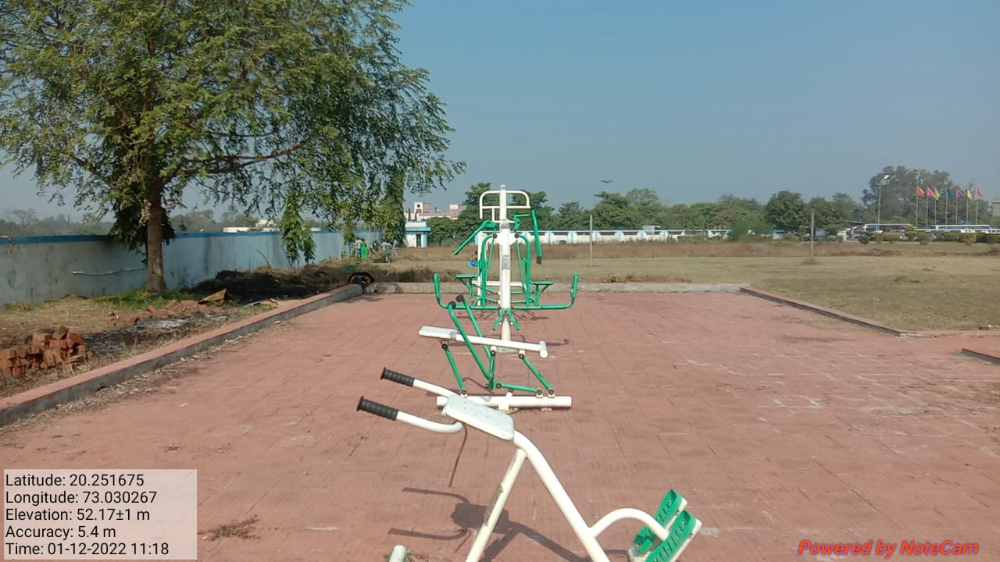 Latitude: 20.251675
Longitude: 73.030267
Elevation: 52.17±1 m
Accuracy: 5.4 m
Time: 01-12-2022 11:18
Powered by NoteCam